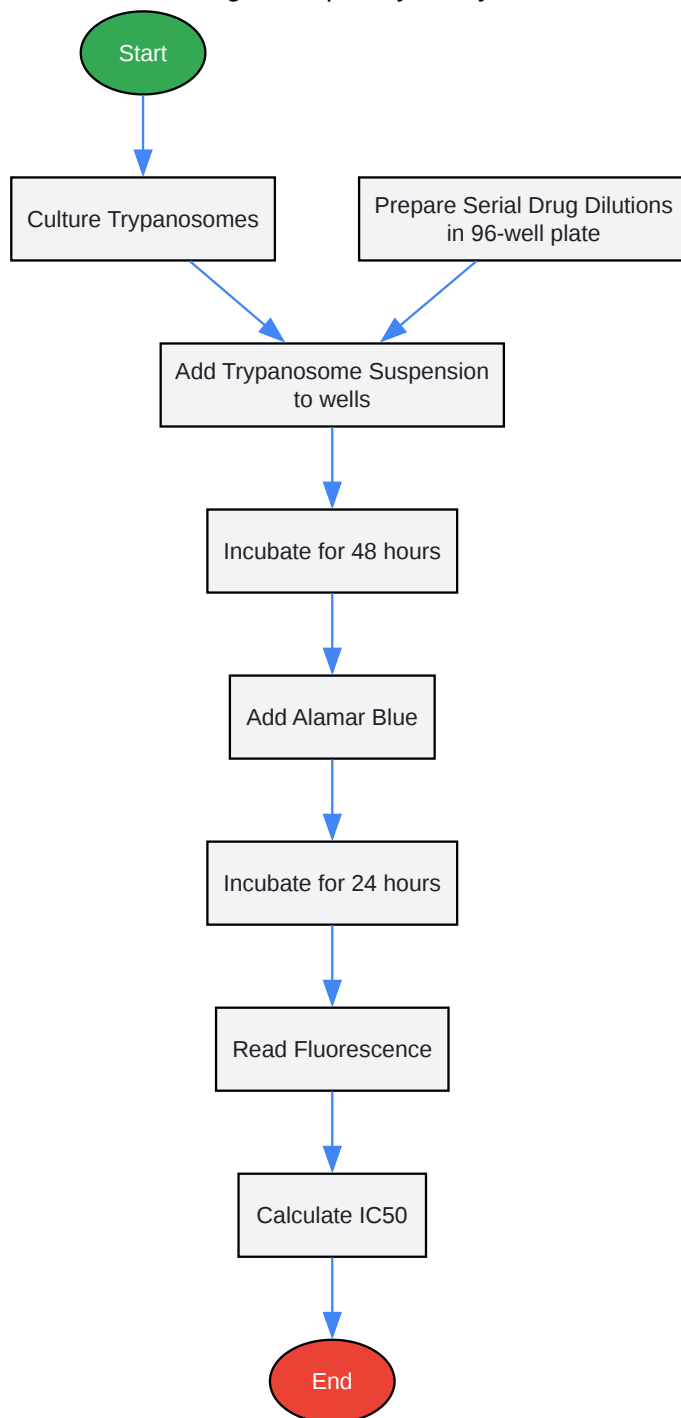 Start
Culture Trypanosomes
Prepare Serial Drug Dilutions
in 96-well plate
Add Trypanosome Suspension
to wells
Incubate for 48 hours
Add Alamar Blue
Incubate for 24 hours
Read Fluorescence
Calculate IC50
End